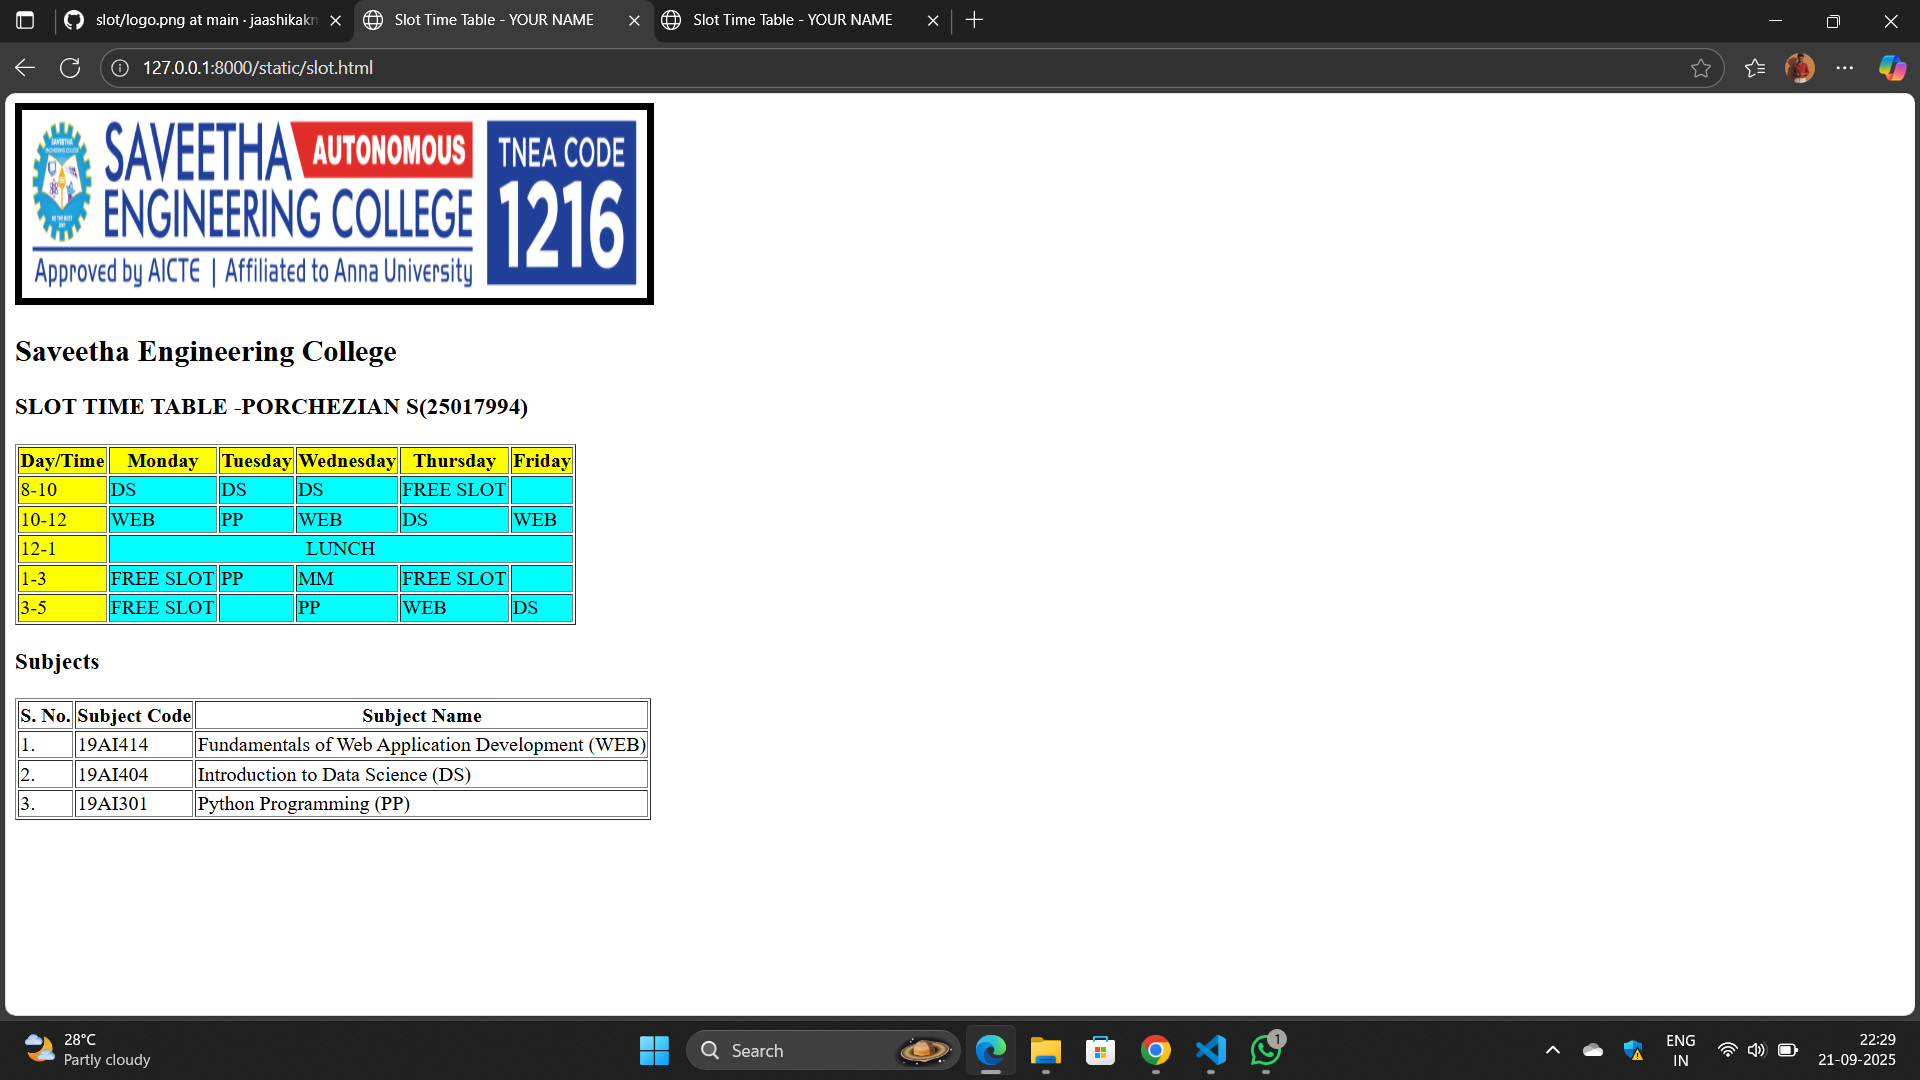 slot/logo.png at main · jaashikakn
Slot Time Table - YOUR NAME
Slot Time Table - YOUR NAME
127.0.0.1:8000/static/slot.html
SAVEETHA AUTONOMOUS
ENGINEERING COLLEGE
Approved by AICTE | Affiliated to Anna University
TNEA CODE
1216
Saveetha Engineering College
SLOT TIME TABLE -PORCHEZIAN S(25017994)
Day/Time Monday Tuesday Wednesday Thursday Friday
8-10 DS DS DS FREE SLOT
10-12 WEB PP WEB DS WEB
12-1 LUNCH
1-3 FREE SLOT PP MM FREE SLOT
3-5 FREE SLOT PP WEB DS
Subjects
S. No. Subject Code Subject Name
1. 19AI414 Fundamentals of Web Application Development (WEB)
2. 19AI404 Introduction to Data Science (DS)
3. 19AI301 Python Programming (PP)
28°C
Partly cloudy
Search
1
ENG
IN
22:29
21-09-2025